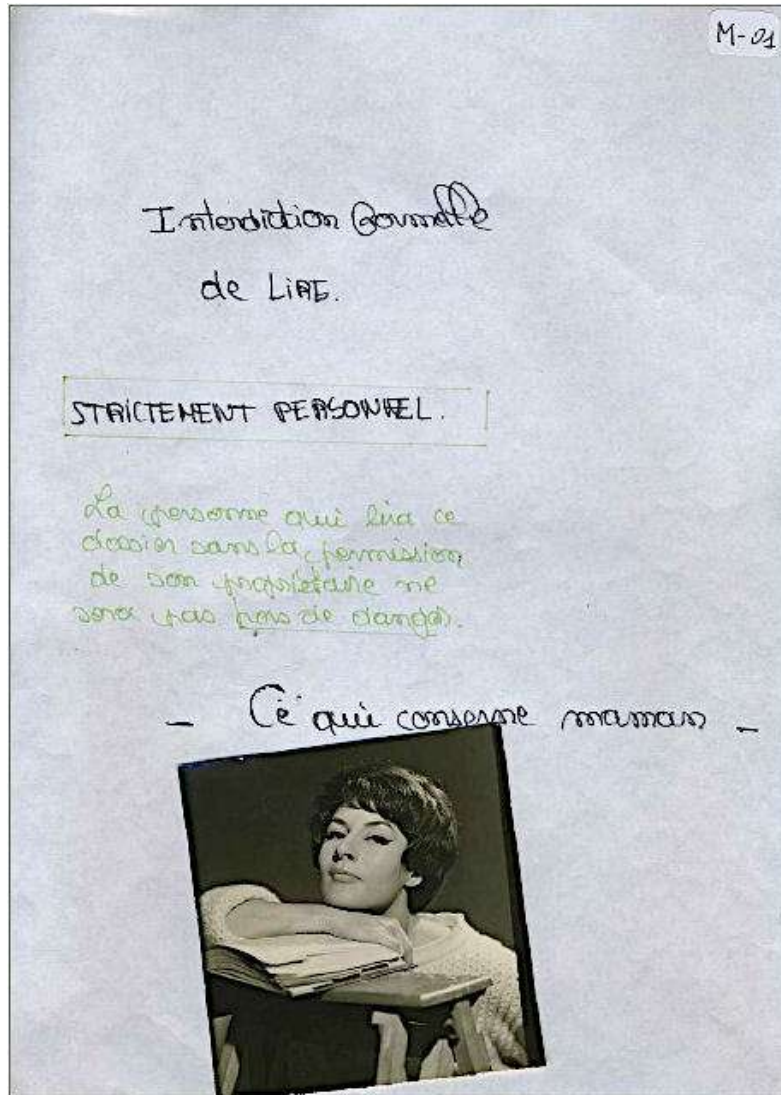 M-01
Interdiction formelle
de LiRE.
STRiCTEMENT PERSONNEL.
La personne qui lira ce
dossier sans la permission
de son propriétaire ne
sera pas hors de danger.
- Ce qui conserne maman -